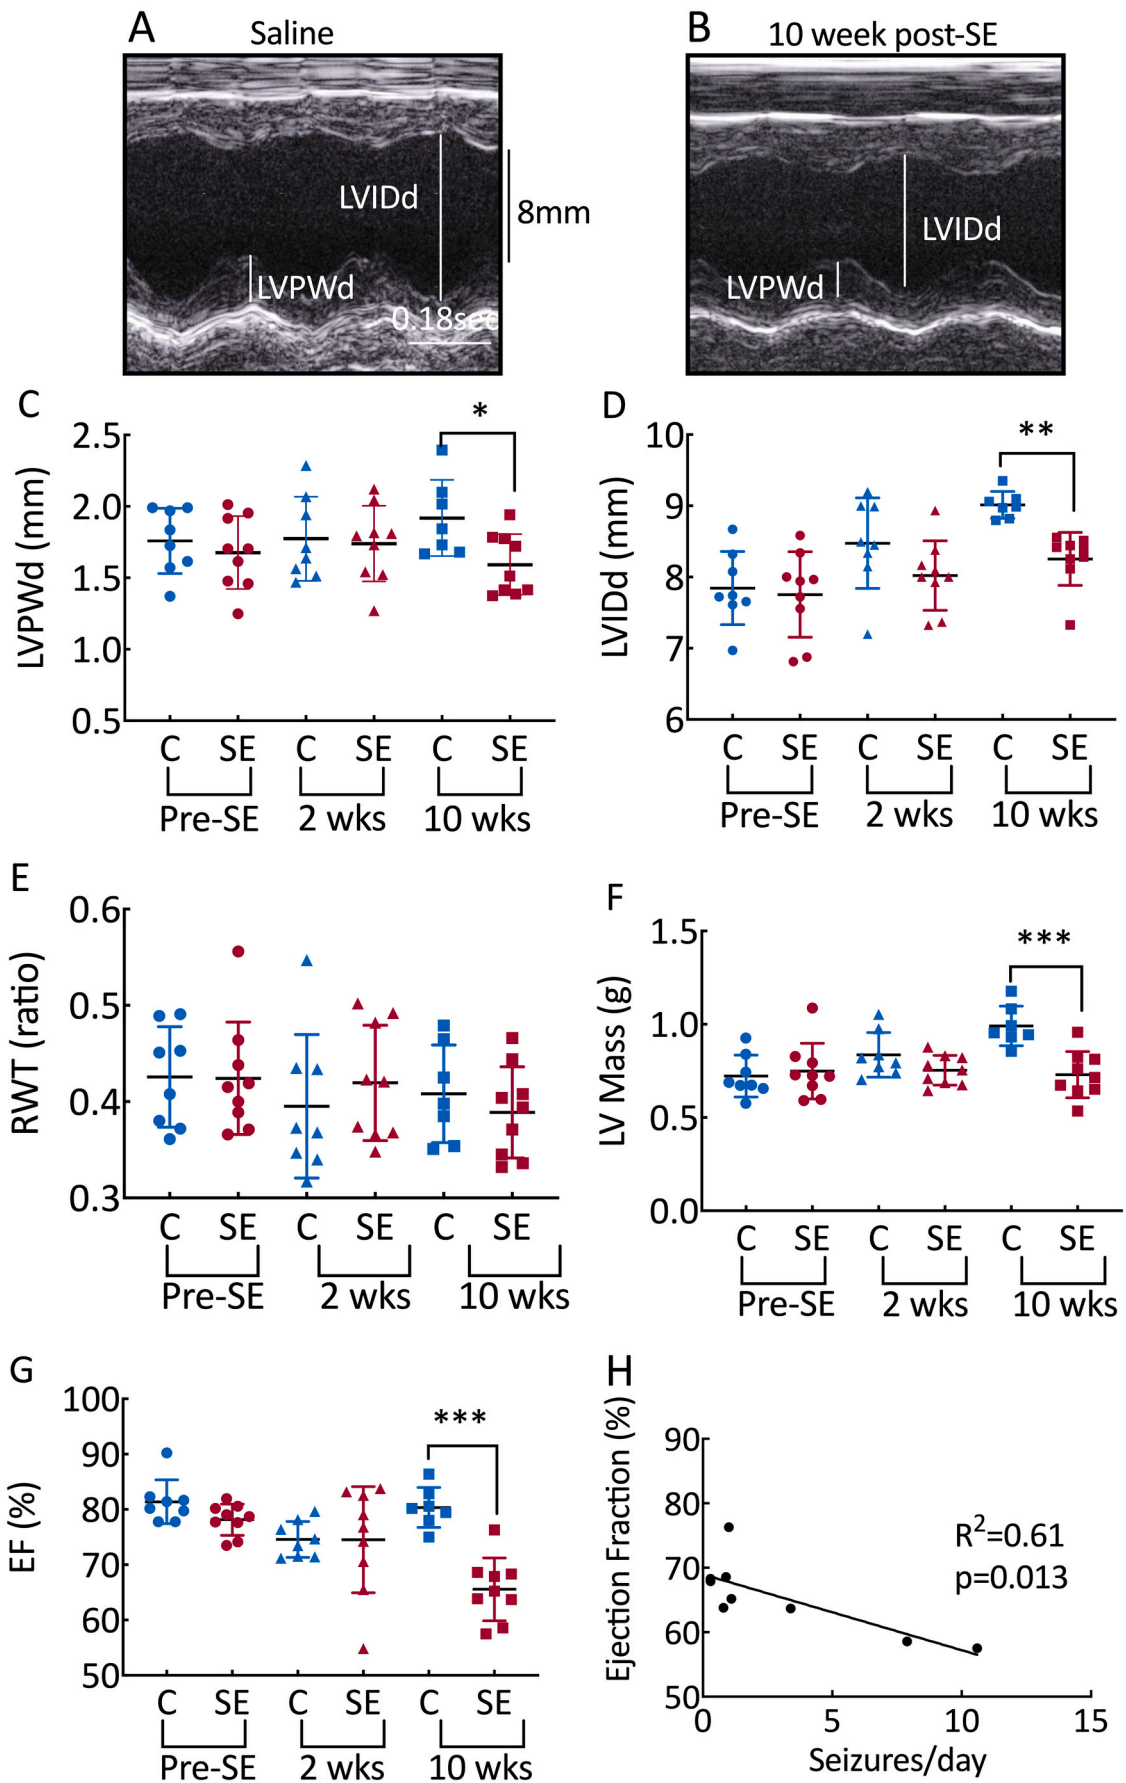 A
Saline
B
10 week post-SE
LVIDd
8mm
LVPWd
0.18sec
LVIDd
LVPWd
C
LVPWd (mm)
2.5
2.0
1.5
1.0
0.5
*
C SE C SE C SE
Pre-SE 2 wks 10 wks
D
LVIDd (mm)
10
9
8
7
6
**
C SE C SE C SE
Pre-SE 2 wks 10 wks
E
RWT (ratio)
0.6
0.5
0.4
0.3
C SE C SE C SE
Pre-SE 2 wks 10 wks
F
LV Mass (g)
1.5
1.0
0.5
0.0
***
C SE C SE C SE
Pre-SE 2 wks 10 wks
G
EF (%)
100
90
80
70
60
50
***
C SE C SE C SE
Pre-SE 2 wks 10 wks
H
Ejection Fraction (%)
90
80
70
60
50
R²=0.61
p=0.013
0 5 10 15
Seizures/day